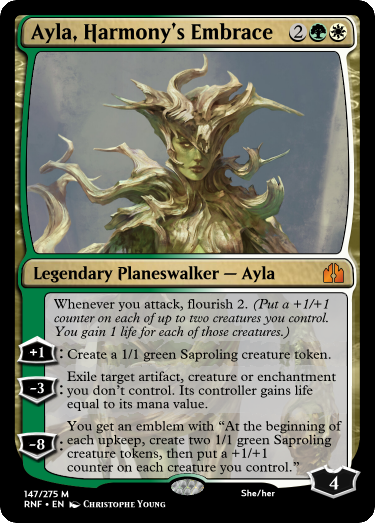 Ayla, Harmony's Embrace 2
Legendary Planeswalker — Ayla
Whenever you attack, flourish 2. (Put a +1/+1
counter on each of up to two creatures you control.
You gain 1 life for each of those creatures.)
+1: Create a 1/1 green Saproling creature token.
Exile target artifact, creature or enchantment
-3: you don't control. Its controller gains life
equal to its mana value.
You get an emblem with “At the beginning of
-8: each upkeep, create two 1/1 green Saproling
creature tokens, then put a +1/+1
counter on each creature you control.”
4
147/275 M
She/her
RNF • EN Christophe Young